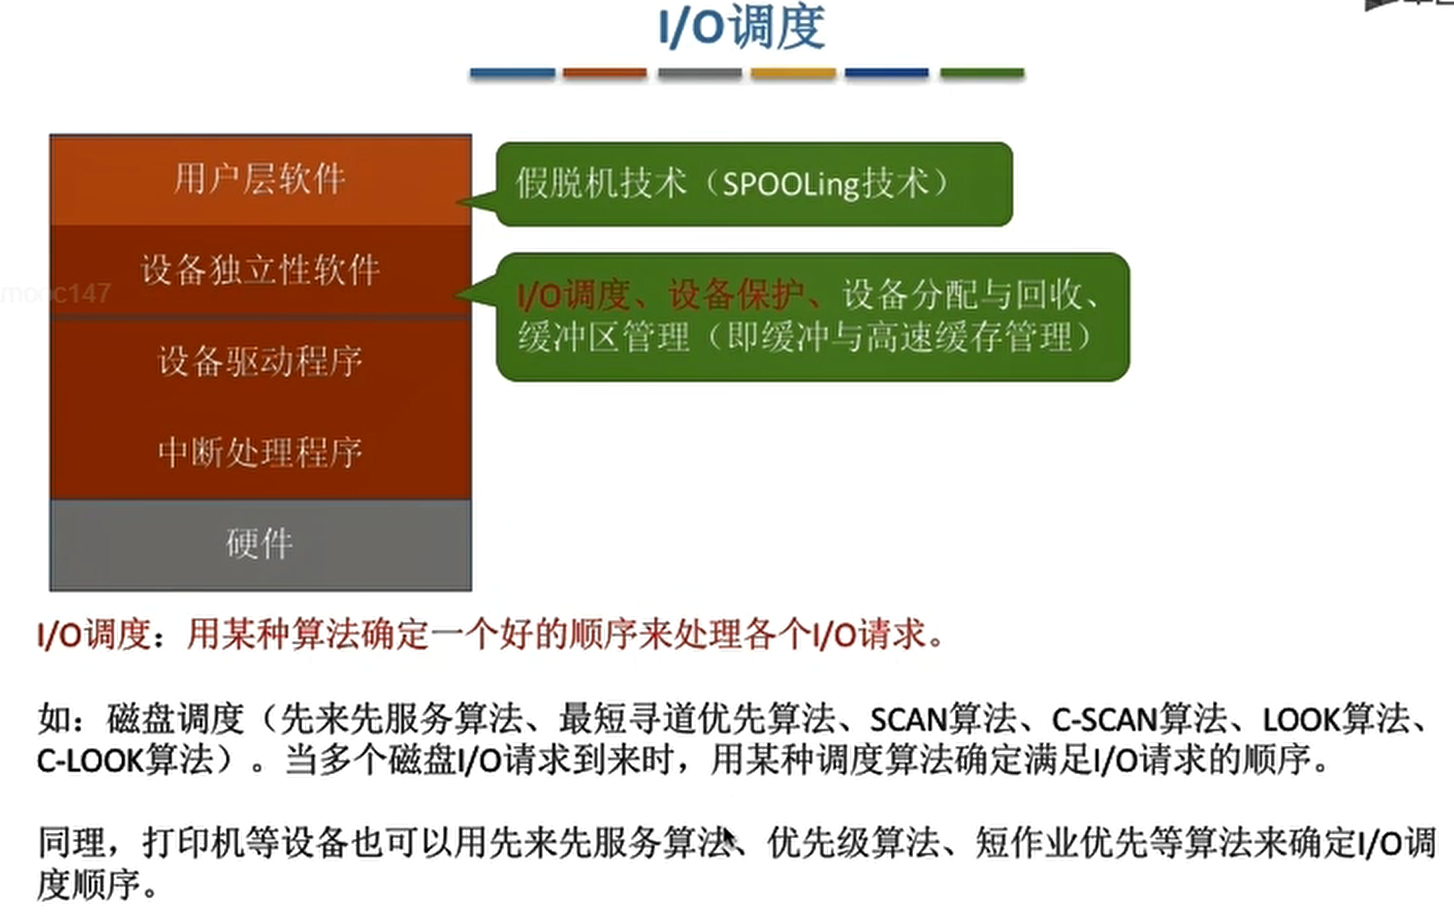 I/O调度
用户层软件
假脱机技术（SPOOLing技术）
设备独立性软件
I/O调度、设备保护、设备分配与回收、
缓冲区管理（即缓冲与高速缓存管理）
mooc147
设备驱动程序
中断处理程序
硬件
I/O调度：用某种算法确定一个好的顺序来处理各个I/O请求。
如：磁盘调度（先来先服务算法、最短寻道优先算法、SCAN算法、C-SCAN算法、LOOK算法、
C-LOOK算法）。当多个磁盘I/O请求到来时，用某种调度算法确定满足I/O请求的顺序。
同理，打印机等设备也可以用先来先服务算法、优先级算法、短作业优先等算法来确定I/O调
度顺序。